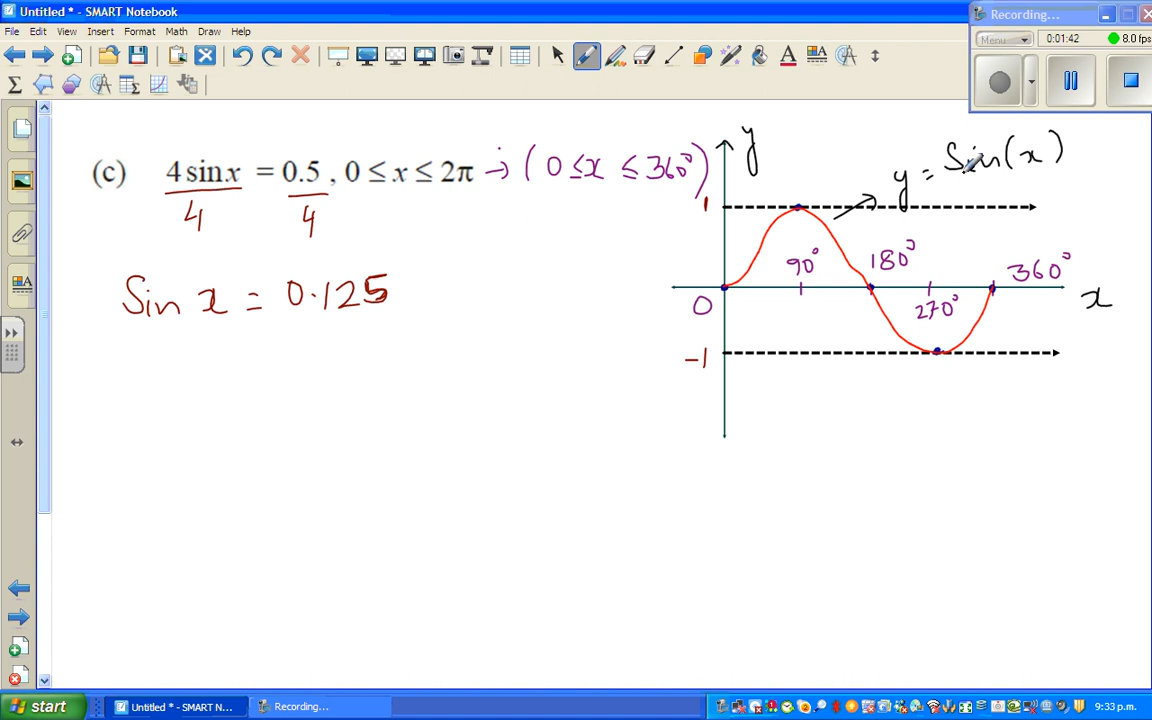 Untitled * - SMART Notebook
File Edit View Insert Format Math Draw Help
Recording...
Menu
0:01:42
8.0 fps
(c) 4 sin x = 0.5 , 0 ≤ x ≤ 2π → (0 ≤ x ≤ 360°)
4 4
Sin x = 0.125
y
y = Sin(x)
1
90°
180°
360°
0
270°
x
-1
start
Untitled * - SMART N...
Recording...
9:33 p.m.